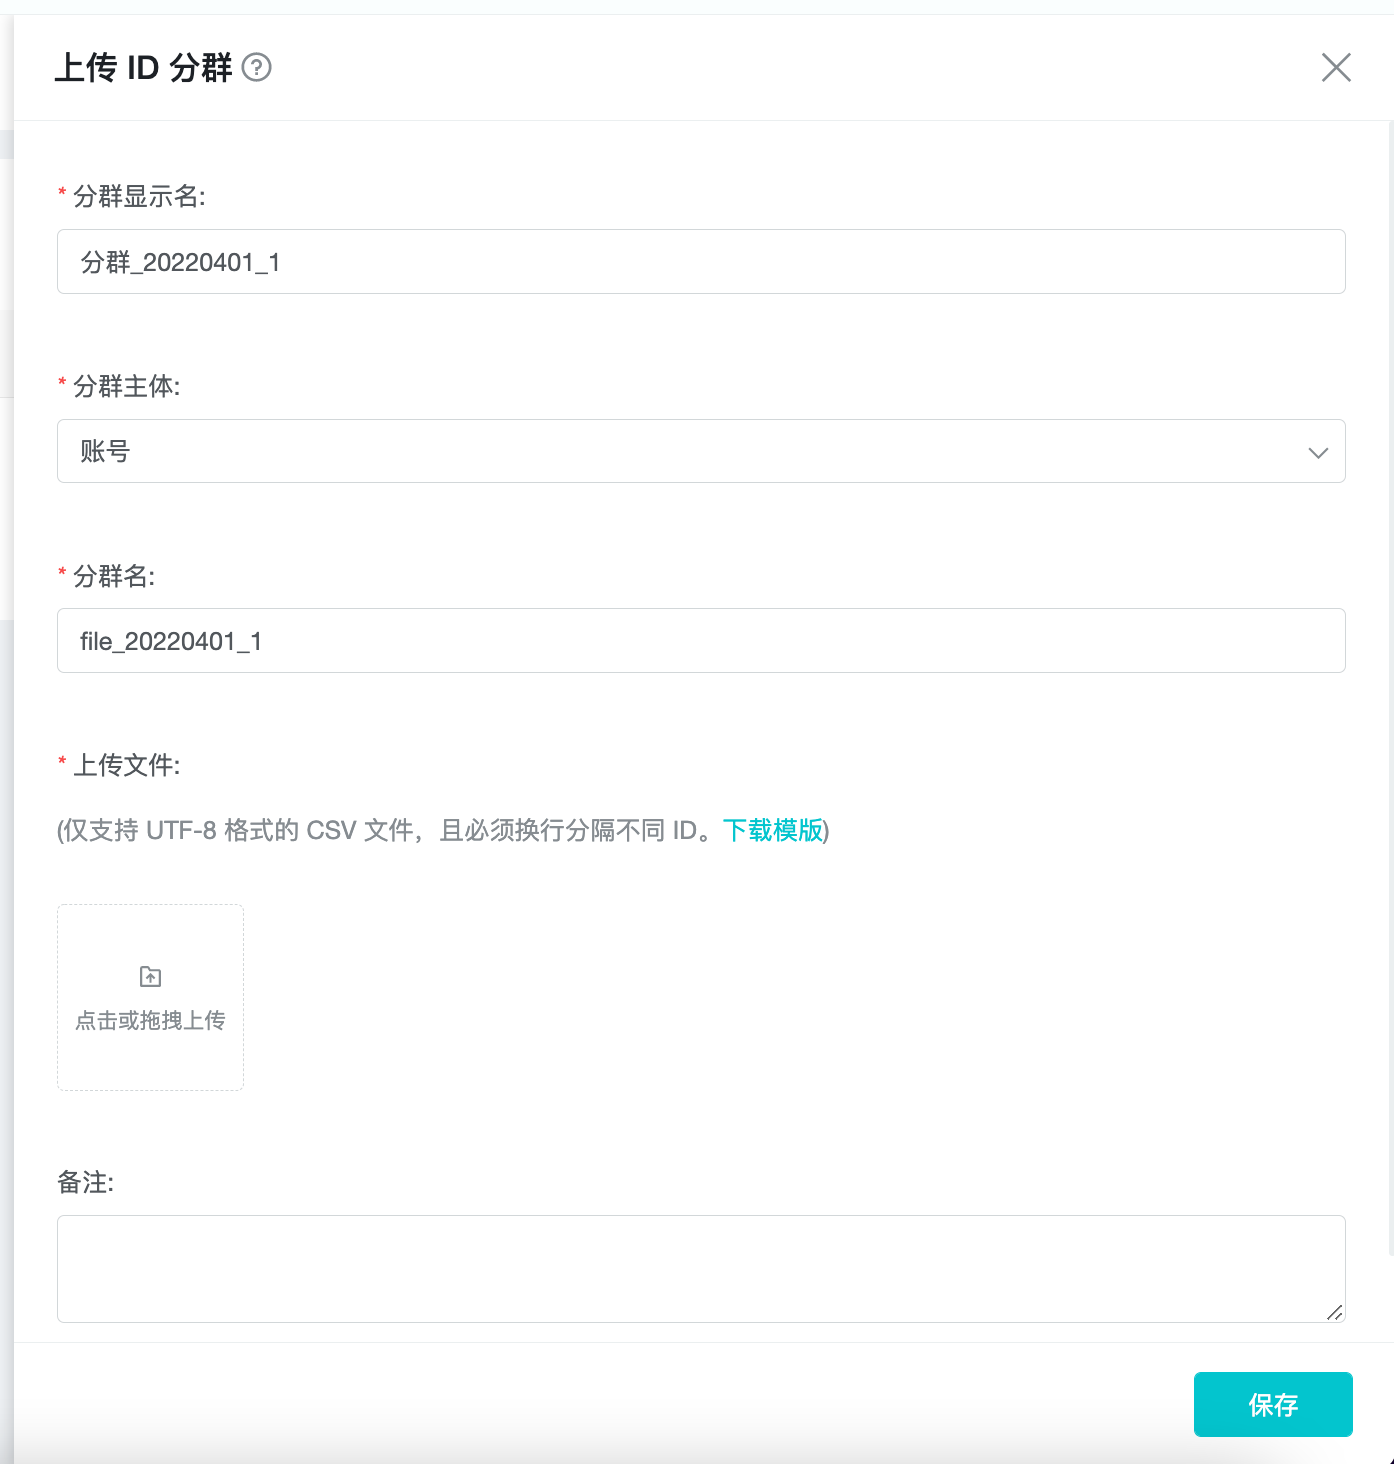 上传 ID 分群 ?
* 分群显示名:
分群_20220401_1
* 分群主体:
账号
* 分群名:
file_20220401_1
* 上传文件:
(仅支持 UTF-8 格式的 CSV 文件，且必须换行分隔不同 ID。下载模版)
点击或拖拽上传
备注:
保存